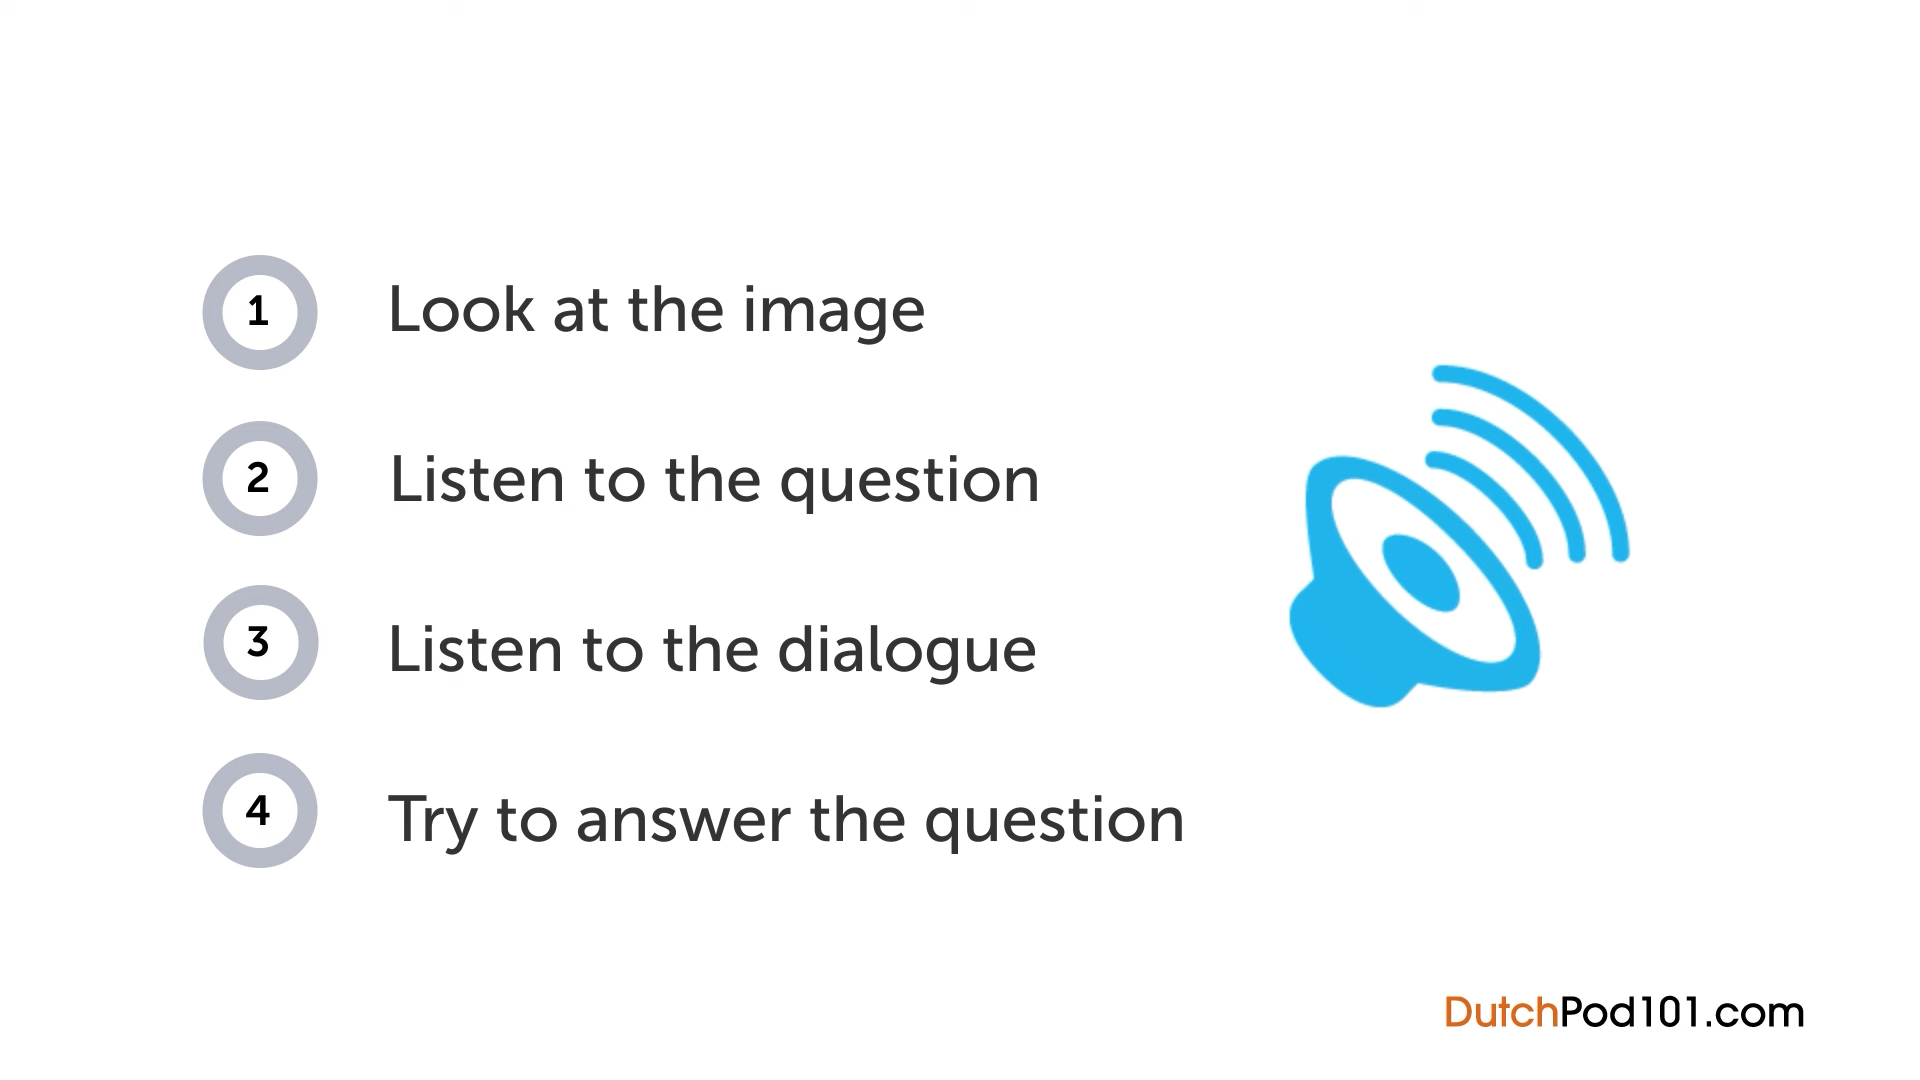 1 Look at the image
2 Listen to the question
3 Listen to the dialogue
4 Try to answer the question
DutchPod101.com